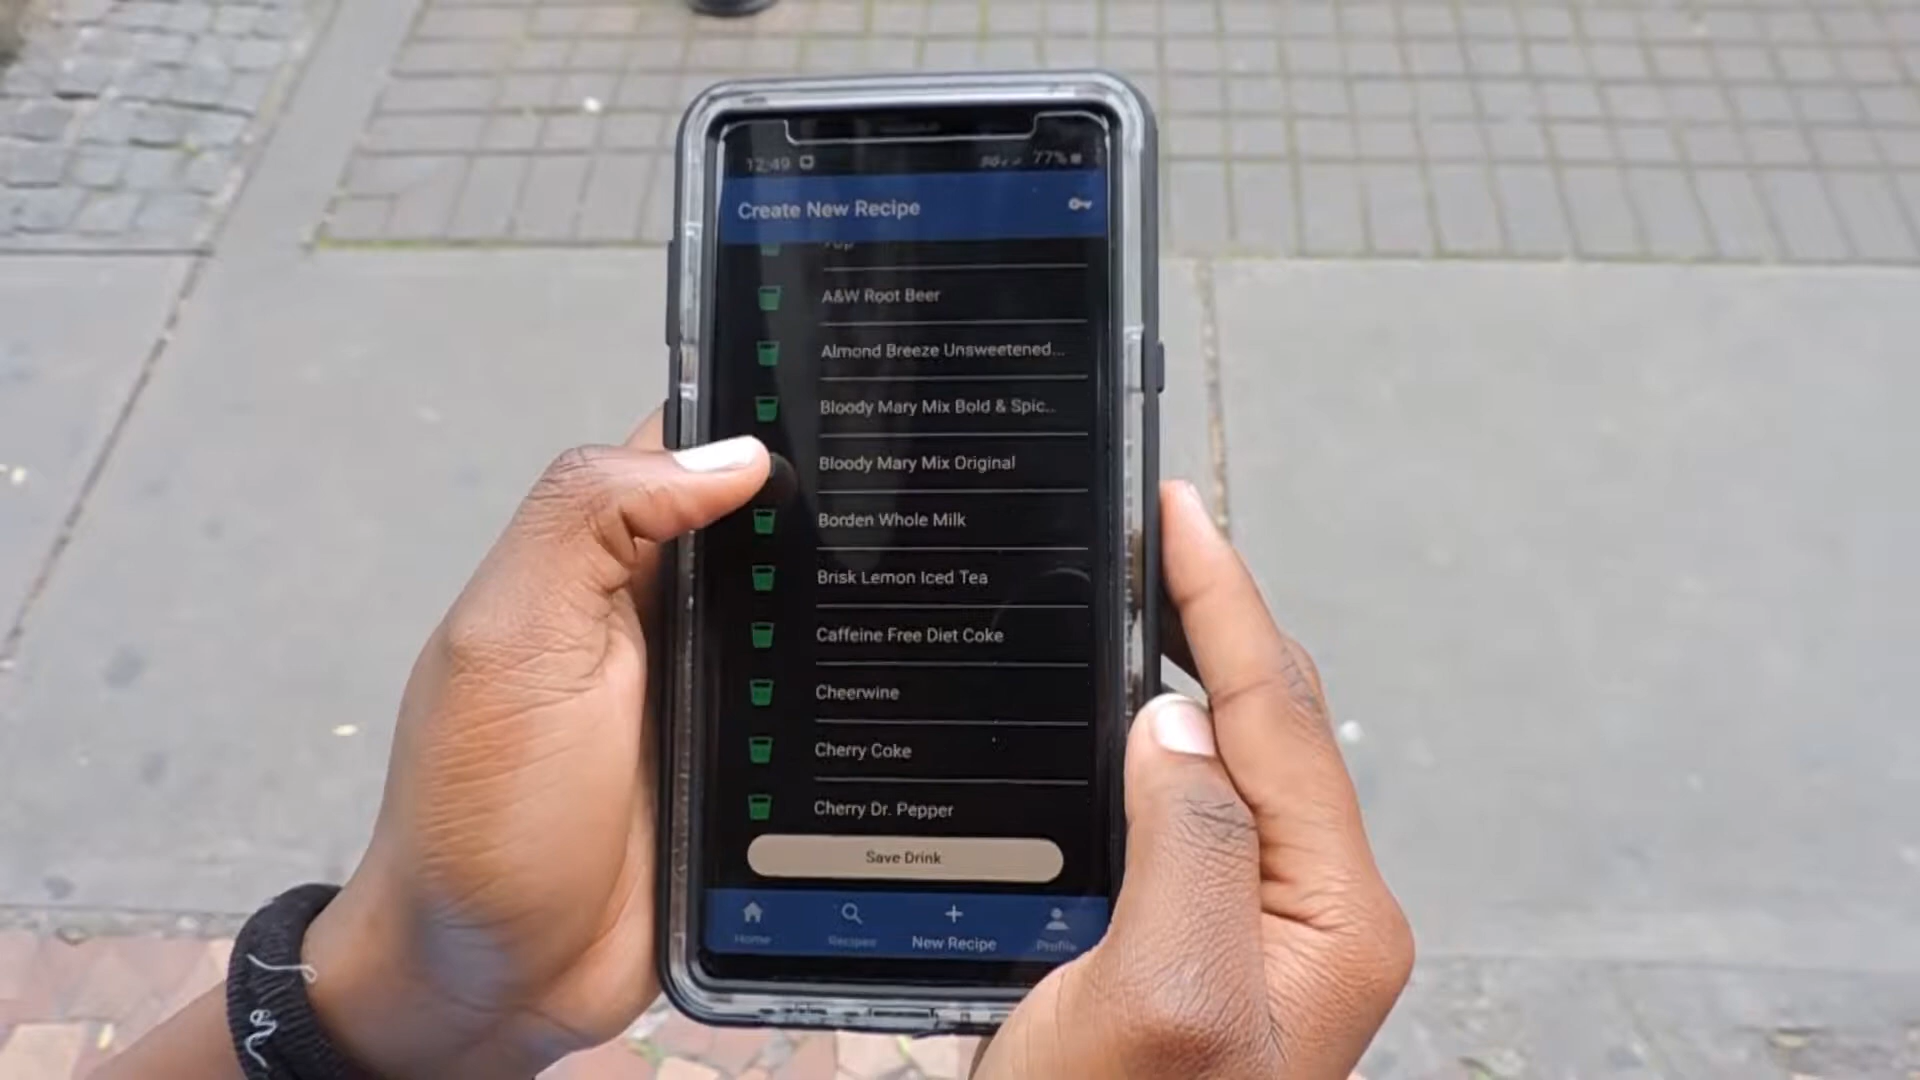 12:49 77%
Create New Recipe
A&W Root Beer
Almond Breeze Unsweetened...
Bloody Mary Mix Bold & Spic..
Bloody Mary Mix Original
Borden Whole Milk
Brisk Lemon Iced Tea
Caffeine Free Diet Coke
Cheerwine
Cherry Coke
Cherry Dr. Pepper
Save Drink
Home Recipes New Recipe Profile